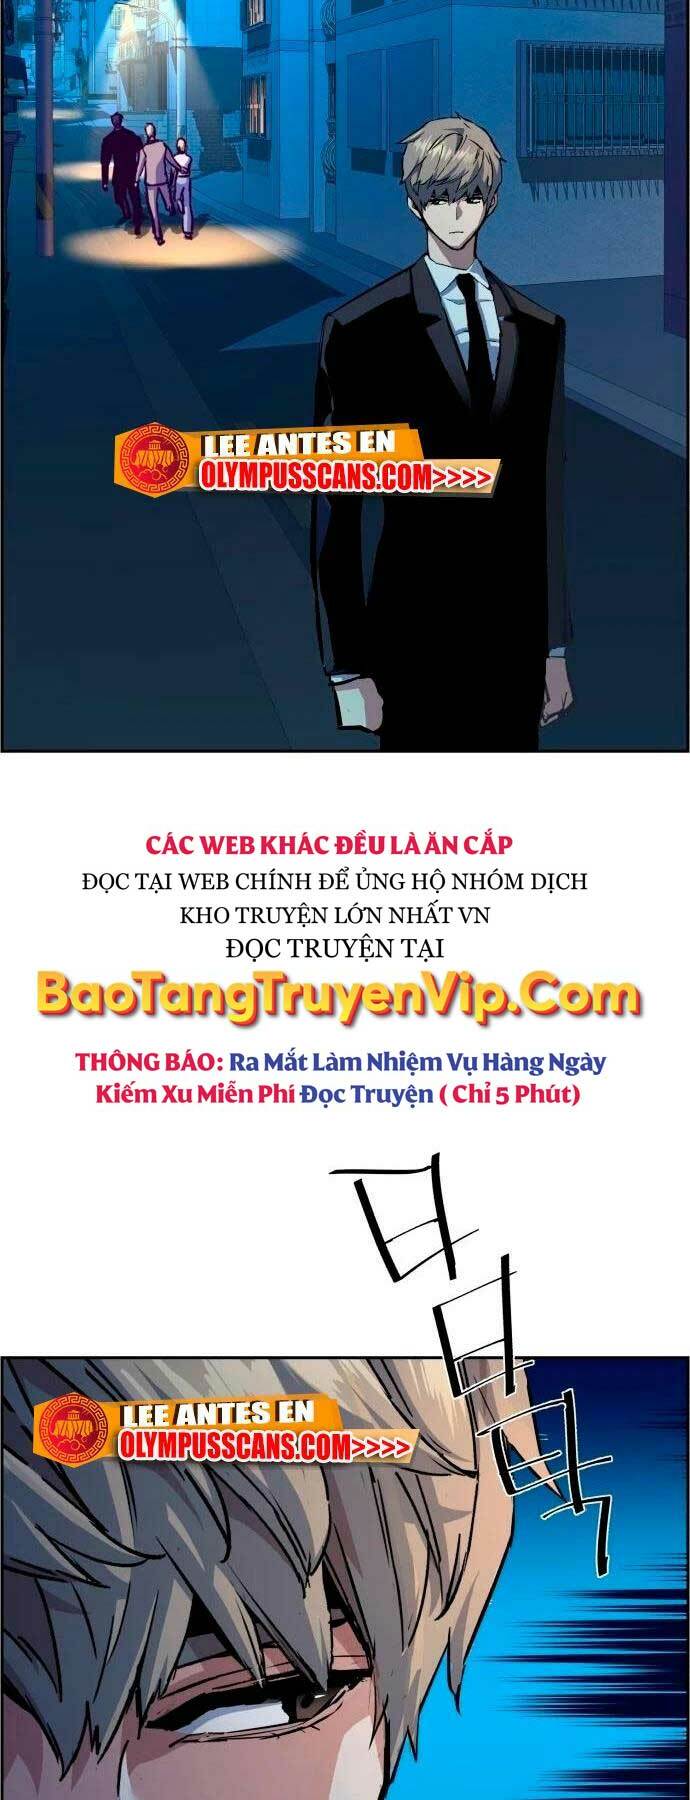 LEE ANTES EN
OLYMPUSSCANS.COM>>>>
CÁC WEB KHÁC ĐỀU LÀ ĂN CẮP
ĐỌC TẠI WEB CHÍNH ĐỂ ỦNG HỘ NHÓM DỊCH
KHO TRUYỆN LỚN NHẤT VN
ĐỌC TRUYỆN TẠI
BaoTangTruyenVip.Com
THÔNG BÁO: Ra Mắt Làm Nhiệm Vụ Hàng Ngày
Kiếm Xu Miễn Phí Đọc Truyện ( Chỉ 5 Phút)
LEE ANTES EN
OLYMPUSSCANS.COM>>>>